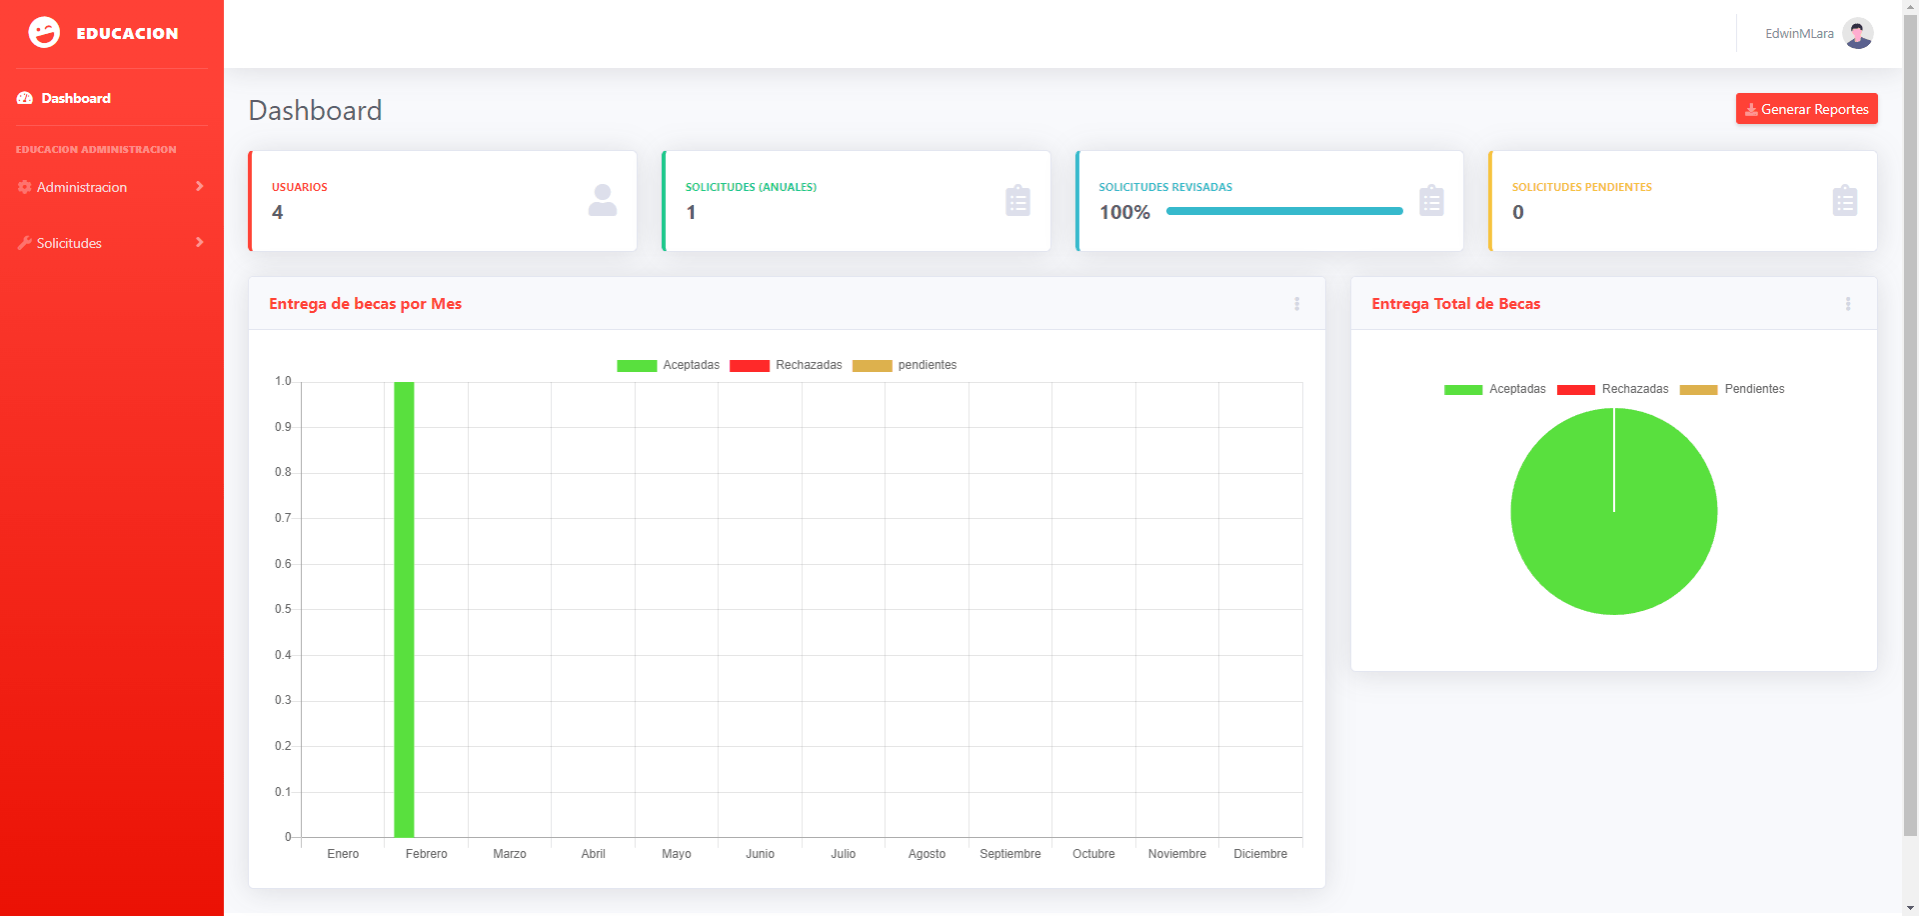 EDUCACION
EdwinMLara
Dashboard
EDUCACION ADMINISTRACION
Administracion
Solicitudes
Dashboard
Generar Reportes
USUARIOS
4
SOLICITUDES (ANUALES)
1
SOLICITUDES REVISADAS
100%
SOLICITUDES PENDIENTES
0
Entrega de becas por Mes
Aceptadas Rechazadas pendientes
1.0
0.9
0.8
0.7
0.6
0.5
0.4
0.3
0.2
0.1
0
Enero Febrero Marzo Abril Mayo Junio Julio Agosto Septiembre Octubre Noviembre Diciembre
Entrega Total de Becas
Aceptadas Rechazadas Pendientes